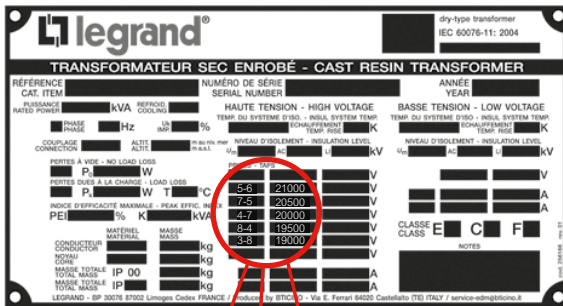 legrand®
dry-type transformer
IEC 60076-11: 2004
TRANSFORMATEUR SEC ENROBÉ - CAST RESIN TRANSFORMER
RÉFÉRENCE
CAT. ITEM
NUMÉRO DE SÉRIE
SERIAL NUMBER
ANNÉE
YEAR
PUISSANCE
RATED POWER
kVA
REFROID.
COOLING
HAUTE TENSION - HIGH VOLTAGE
BASSE TENSION - LOW VOLTAGE
TEMP. DU SYSTEME D'ISO. - INSUL SYSTEM TEMP.
ECHAUFFEMENT
TEMP. RISE
K
TEMP. DU SYSTEME D'ISO. - INSUL SYSTEM TEMP.
ECHAUFFEMENT
TEMP. RISE
K
PHASE
PHASE
Hz
Uk
IMP.
%
COUPLAGE
CONNECTION
ALTIT.
ALTIT.
m au niv. mer
m a.s.l.
NIVEAU D'ISOLEMENT - INSULATION LEVEL
Um
AC
LI
kV
NIVEAU D'ISOLEMENT - INSULATION LEVEL
Um
AC
LI
kV
PERTES À VIDE - NO LOAD LOSS
P0
W
PERTES DUES À LA CHARGE - LOAD LOSS
Pk
W
T
°C
INDICE D'EFFICACITÉ MAXIMALE - PEAK EFFIC. INDEX
PEI
%
K
kVA
PRISES - TAPS
V
5-6 21000 V
7-5 20500 V
4-7 20000 V
8-4 19500 V
3-8 19000 V
V
A
A
V
V
A
A
CLASSE
CLASS
E
C
F
NOTES
MATÉRIEL
MATERIAL
MASSE
MASS
CONDUCTEUR
CONDUCTOR
kg
NOYAU
CORE
kg
MASSE TOTALE
TOTAL MASS
IP 00
kg
MASSE TOTALE
TOTAL MASS
IP
kg
LEGRAND - BP 30076 87002 Limoges Cedex FRANCE / Produced by BTICINO - Via E. Ferrari 64020 Castellalto (TE) ITALY / service-edm@bticino.it